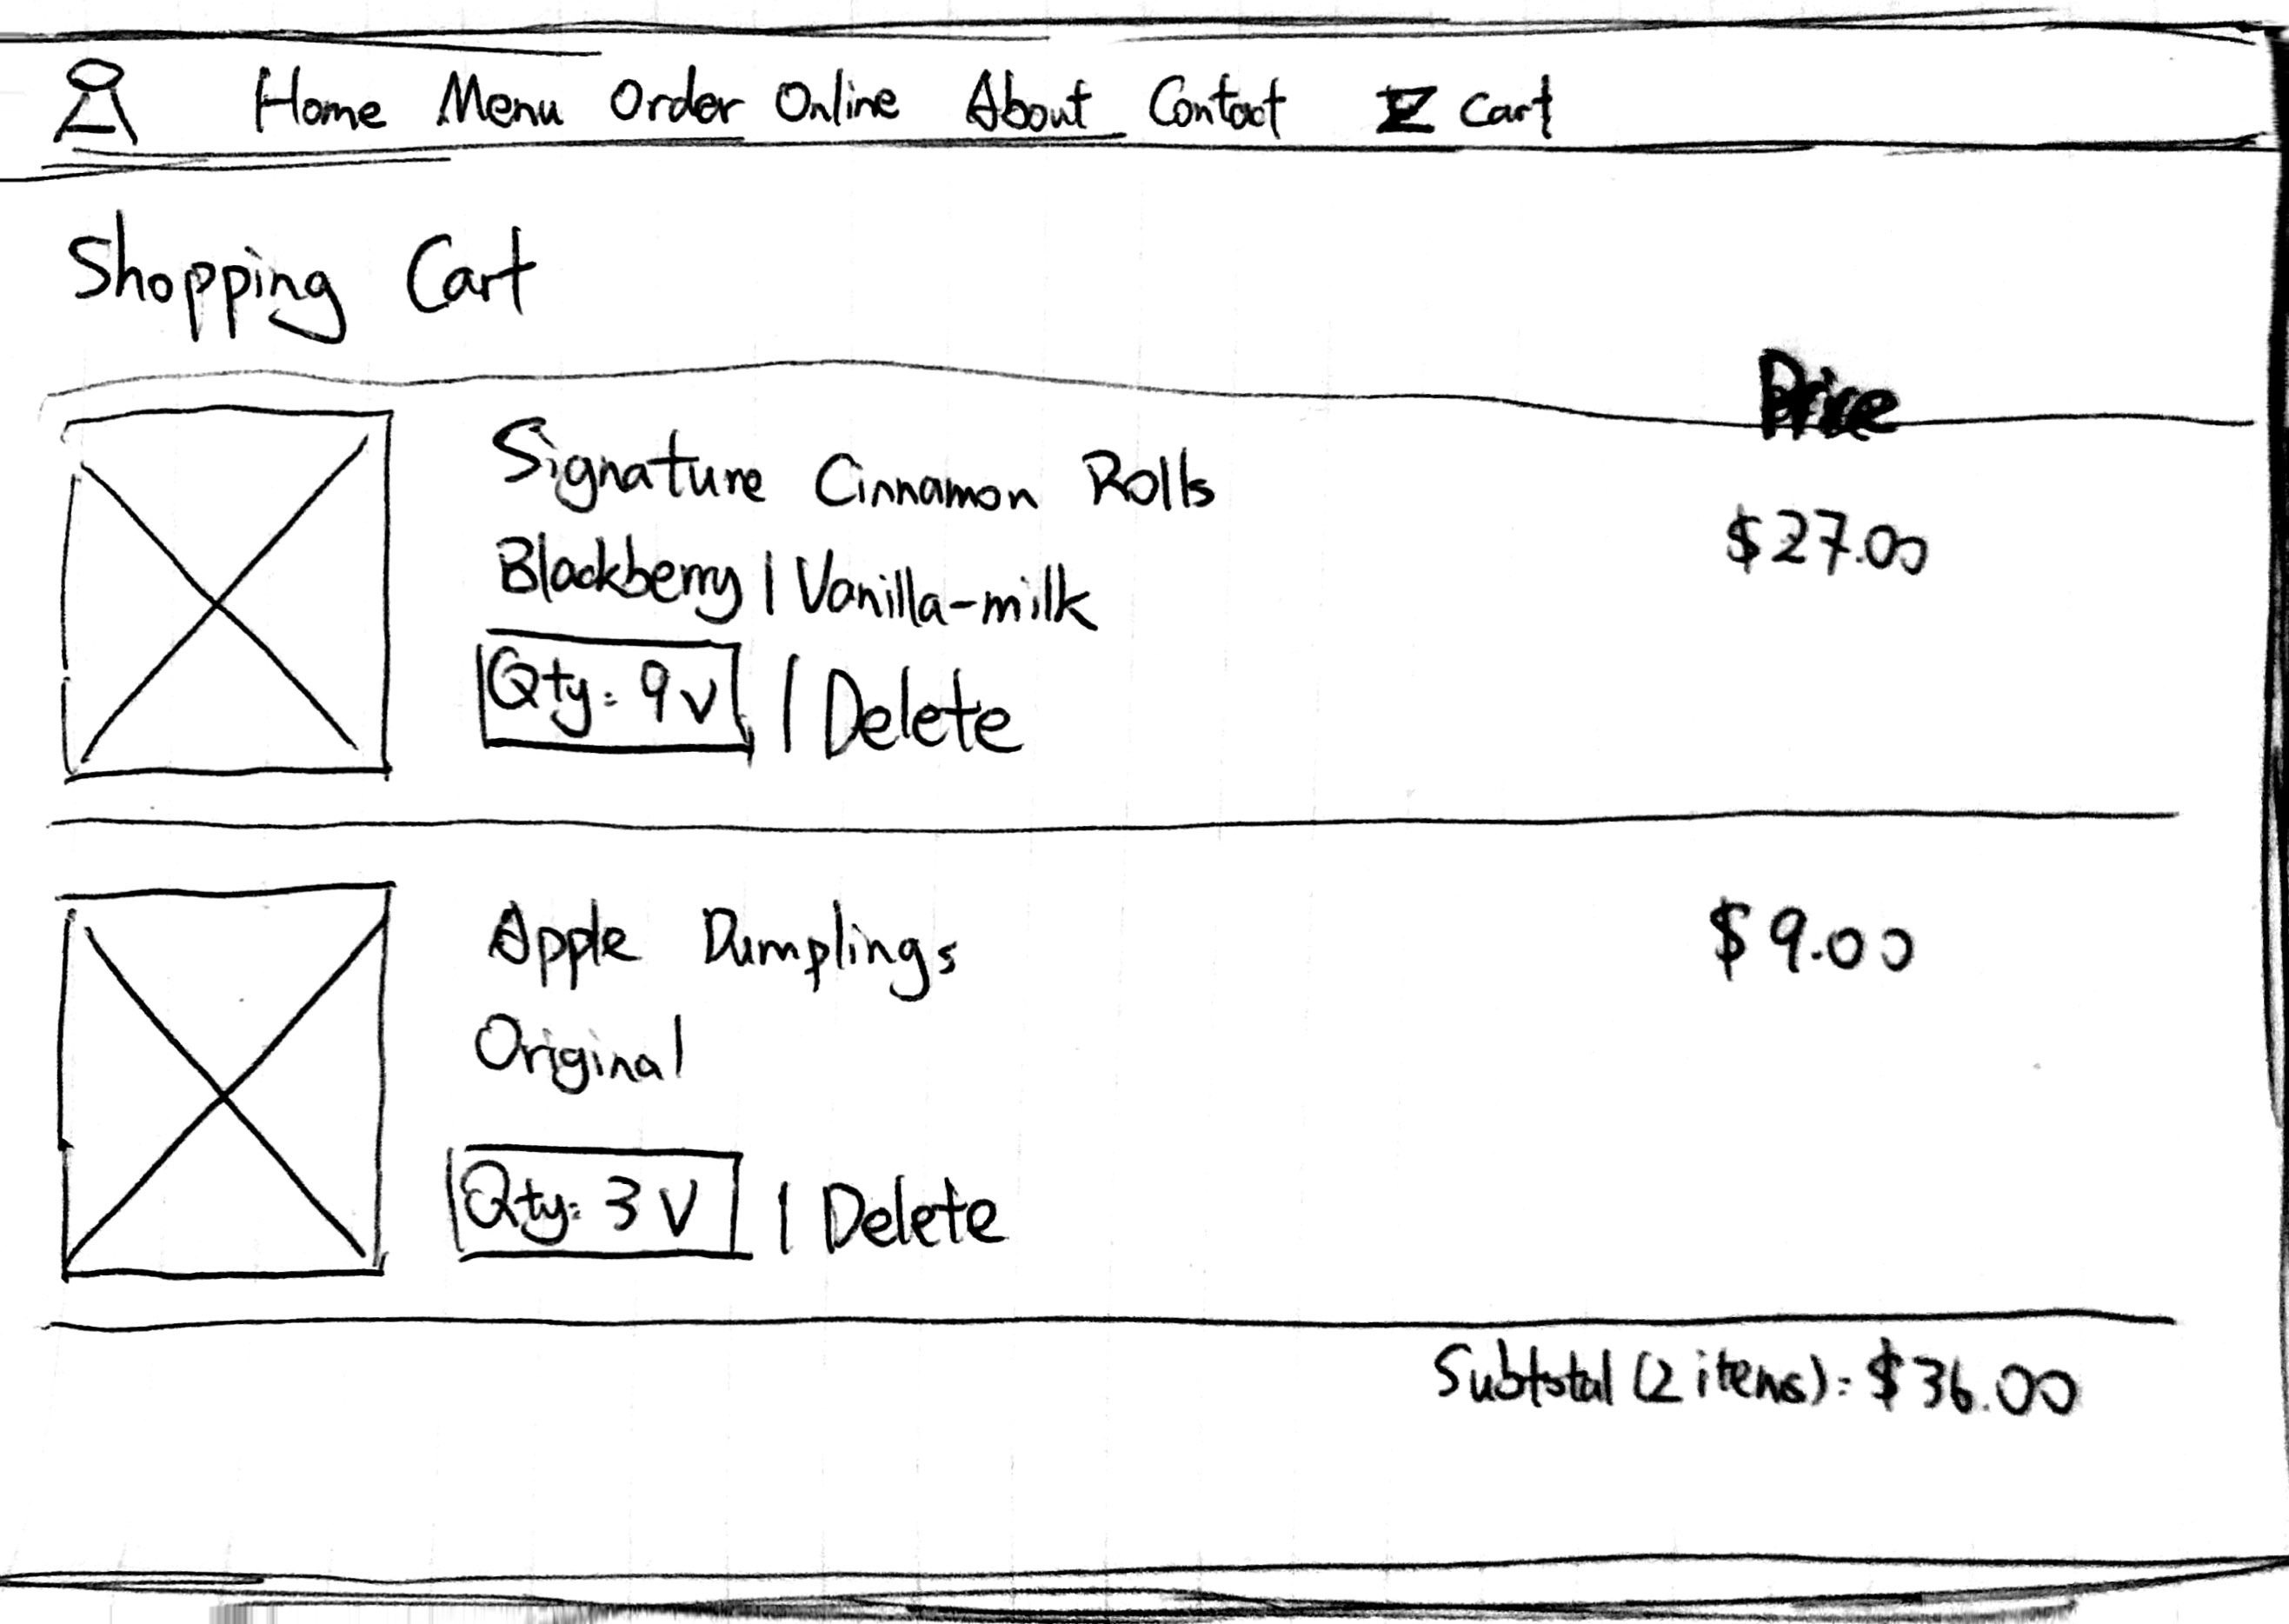 Home Menu Order Online About Contact Cart
Shopping Cart
Price
Signature Cinnamon Rolls
$27.00
Blackberry | Vanilla-milk
Qty: 9 V | Delete
Apple Dumplings
$9.00
Original
Qty: 3 V | Delete
Subtotal (2 items): $36.00